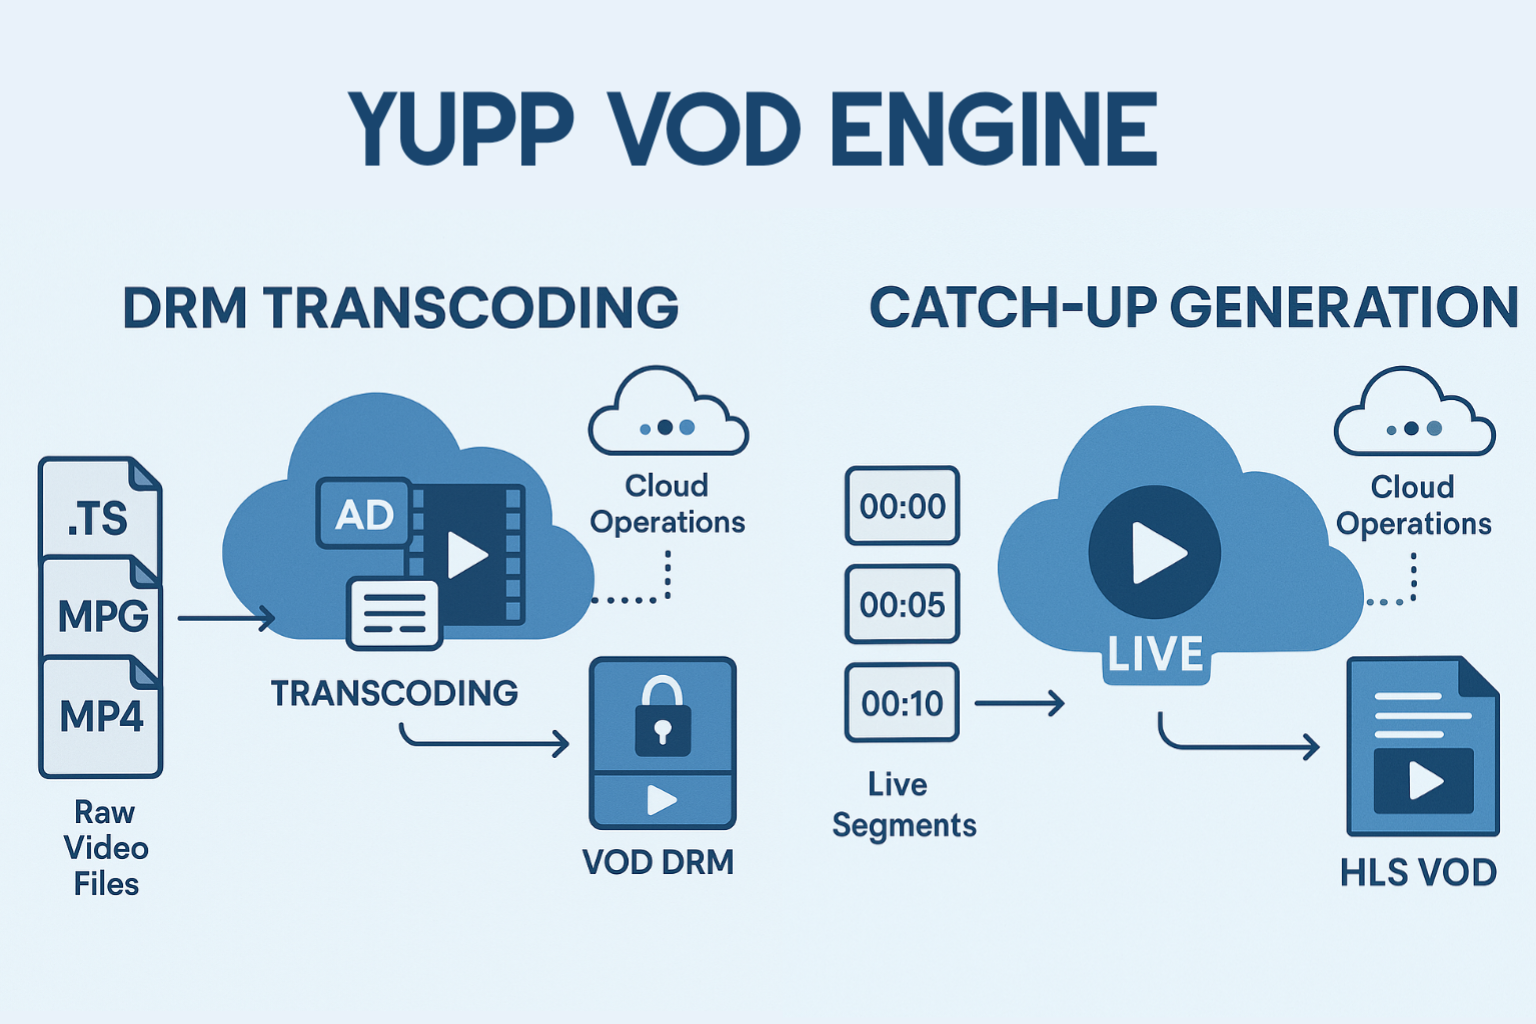 YUPP VOD ENGINE
DRM TRANSCODING
.TS
MPG
MP4
Raw
Video
Files
AD
TRANSCODING
Cloud
Operations
VOD DRM
CATCH-UP GENERATION
00:00
00:05
00:10
Live
Segments
LIVE
Cloud
Operations
HLS VOD